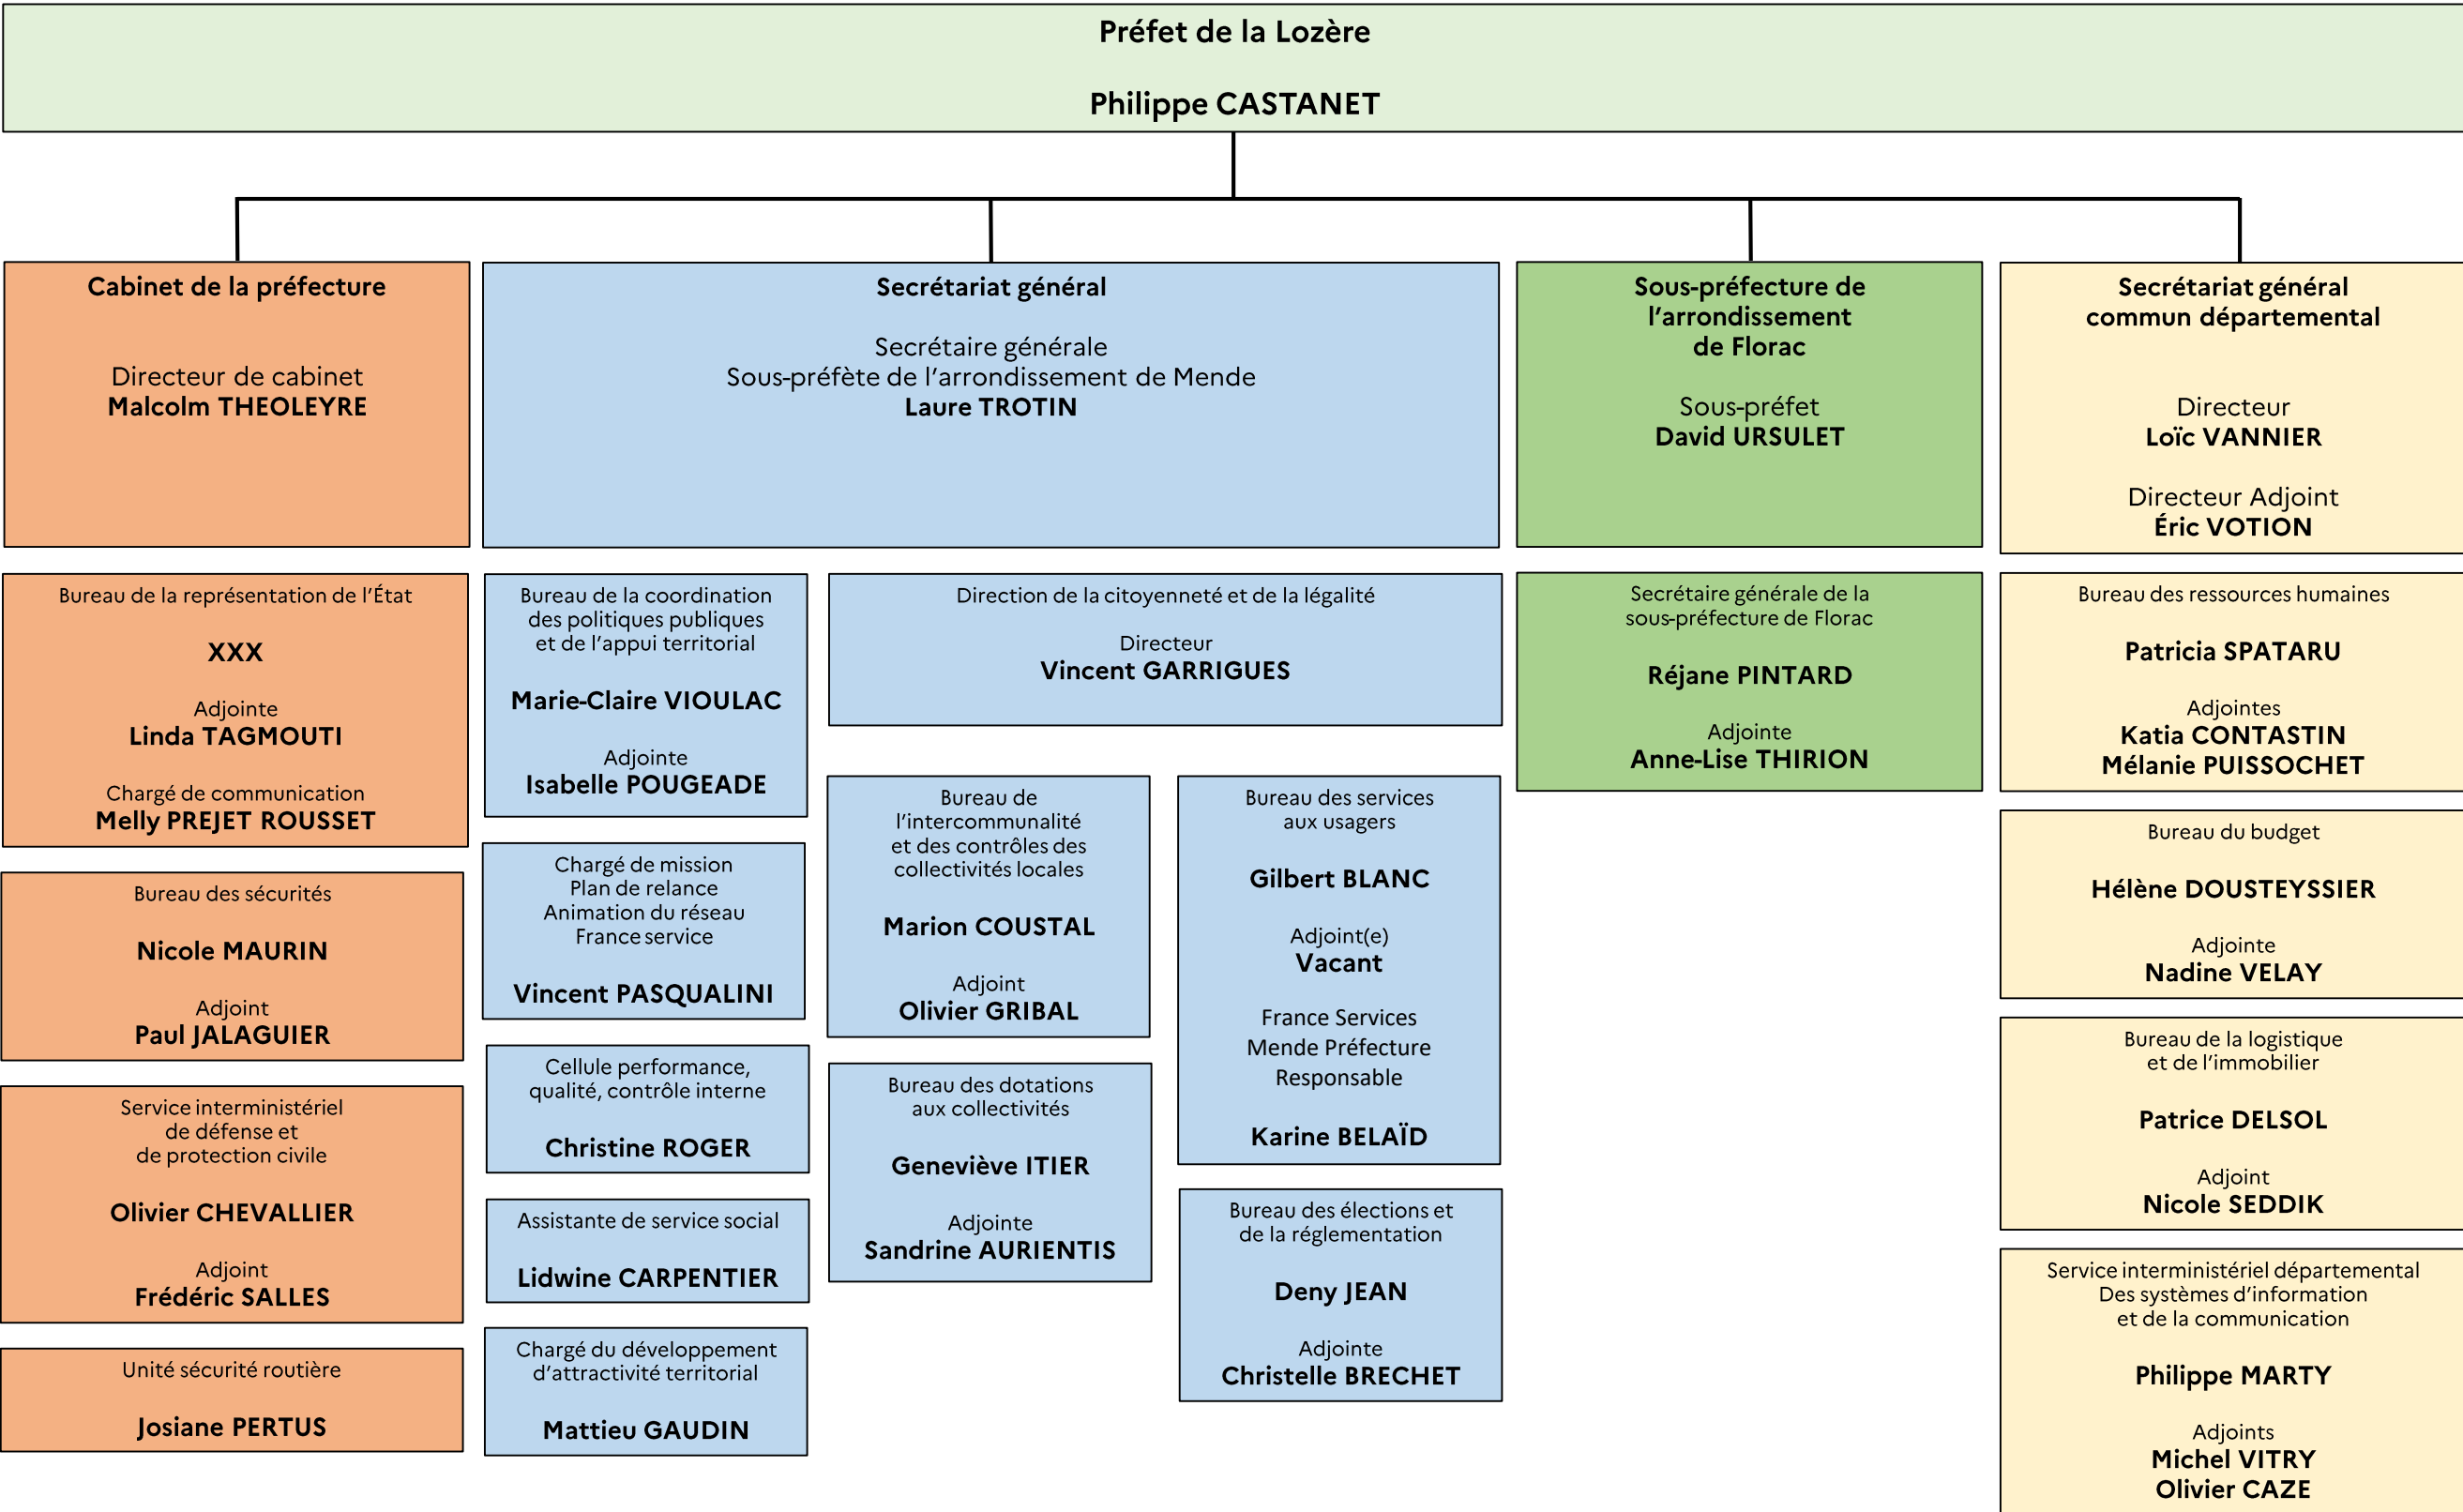 Préfet de la Lozère
Philippe CASTANET
Cabinet de la préfecture
Directeur de cabinet
Malcolm THEOLEYRE
Secrétariat général
Secrétaire générale
Sous-préfète de l'arrondissement de Mende
Laure TROTIN
Sous-préfecture de
l'arrondissement
de Florac
Sous-préfet
David URSULET
Secrétariat général
commun départemental
Directeur
Loïc VANNIER
Directeur Adjoint
Éric VOTION
Bureau de la représentation de l'État
XXX
Adjointe
Linda TAGMOUTI
Chargé de communication
Melly PREJET ROUSSET
Bureau des sécurités
Nicole MAURIN
Adjoint
Paul JALAGUIER
Service interministériel
de défense et
de protection civile
Olivier CHEVALLIER
Adjoint
Frédéric SALLES
Unité sécurité routière
Josiane PERTUS
Bureau de la coordination
des politiques publiques
et de l'appui territorial
Marie-Claire VIOULAC
Adjointe
Isabelle POUGEADE
Chargé de mission
Plan de relance
Animation du réseau
France service
Vincent PASQUALINI
Cellule performance,
qualité, contrôle interne
Christine ROGER
Assistante de service social
Lidwine CARPENTIER
Chargé du développement
d'attractivité territorial
Mattieu GAUDIN
Direction de la citoyenneté et de la légalité
Directeur
Vincent GARRIGUES
Bureau de
l'intercommunalité
et des contrôles des
collectivités locales
Marion COUSTAL
Adjoint
Olivier GRIBAL
Bureau des dotations
aux collectivités
Geneviève ITIER
Adjointe
Sandrine AURIENTIS
Bureau des services
aux usagers
Gilbert BLANC
Adjoint(e)
Vacant
France Services
Mende Préfecture
Responsable
Karine BELAÏD
Bureau des élections et
de la réglementation
Deny JEAN
Adjointe
Christelle BRECHET
Secrétaire générale de la
sous-préfecture de Florac
Réjane PINTARD
Adjointe
Anne-Lise THIRION
Bureau des ressources humaines
Patricia SPATARU
Adjointes
Katia CONTASTIN
Mélanie PUISSOCHET
Bureau du budget
Hélène DOUSTEYSSIER
Adjointe
Nadine VELAY
Bureau de la logistique
et de l'immobilier
Patrice DELSOL
Adjoint
Nicole SEDDIK
Service interministériel départemental
Des systèmes d'information
et de la communication
Philippe MARTY
Adjoints
Michel VITRY
Olivier CAZE